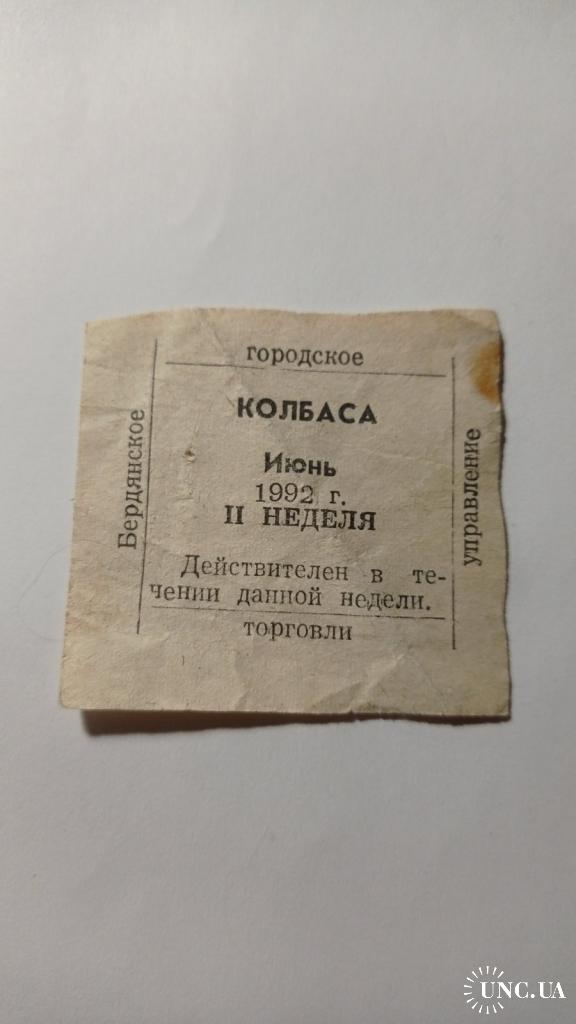 Бердянское
городское
управление
торговли
КОЛБАСА
Июнь
1992 г.
II НЕДЕЛЯ
Действителен в те-
чении данной недели.
UNC.UA